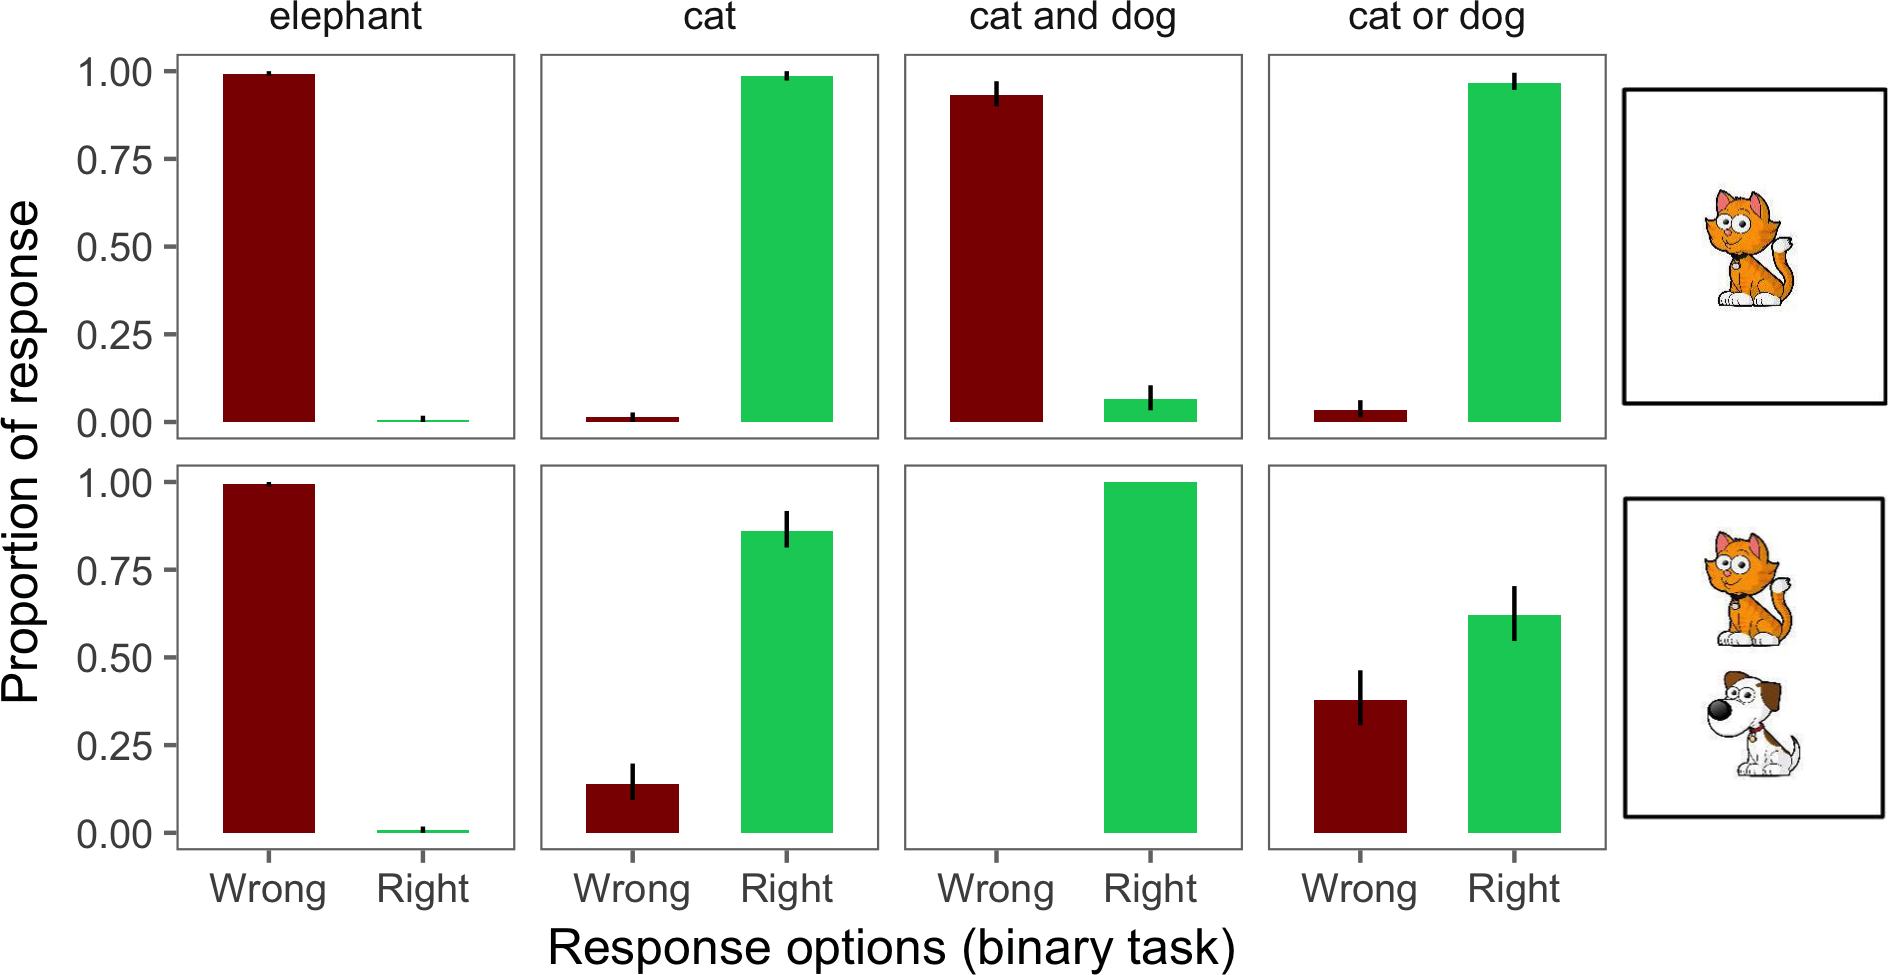 elephant cat cat and dog cat or dog
Proportion of response
1.00
0.75
0.50
0.25
0.00
1.00
0.75
0.50
0.25
0.00
Wrong Right Wrong Right Wrong Right Wrong Right
Response options (binary task)